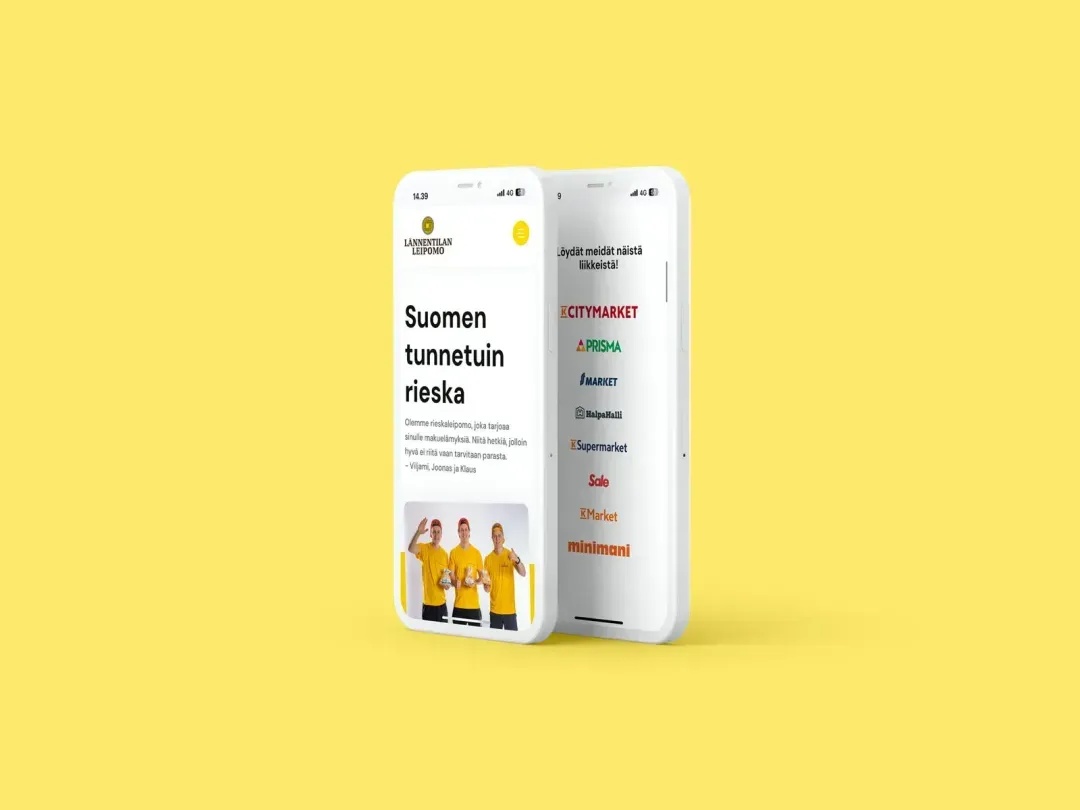 14.39
4G
LÄNNENTILAN
LEIPOMO
Suomen
tunnetuin
rieska
Olemme rieskaleipomo, joka tarjoaa
sinulle makuelämyksiä. Niitä hetkiä, jolloin
hyvä ei riitä vaan tarvitaan parasta.
– Viljami, Joonas ja Klaus
9
4G
Löydät meidät näistä
liikkeistä!
K CITYMARKET
PRISMA
MARKET
HalpaHalli
K Supermarket
Sale
K Market
minimani